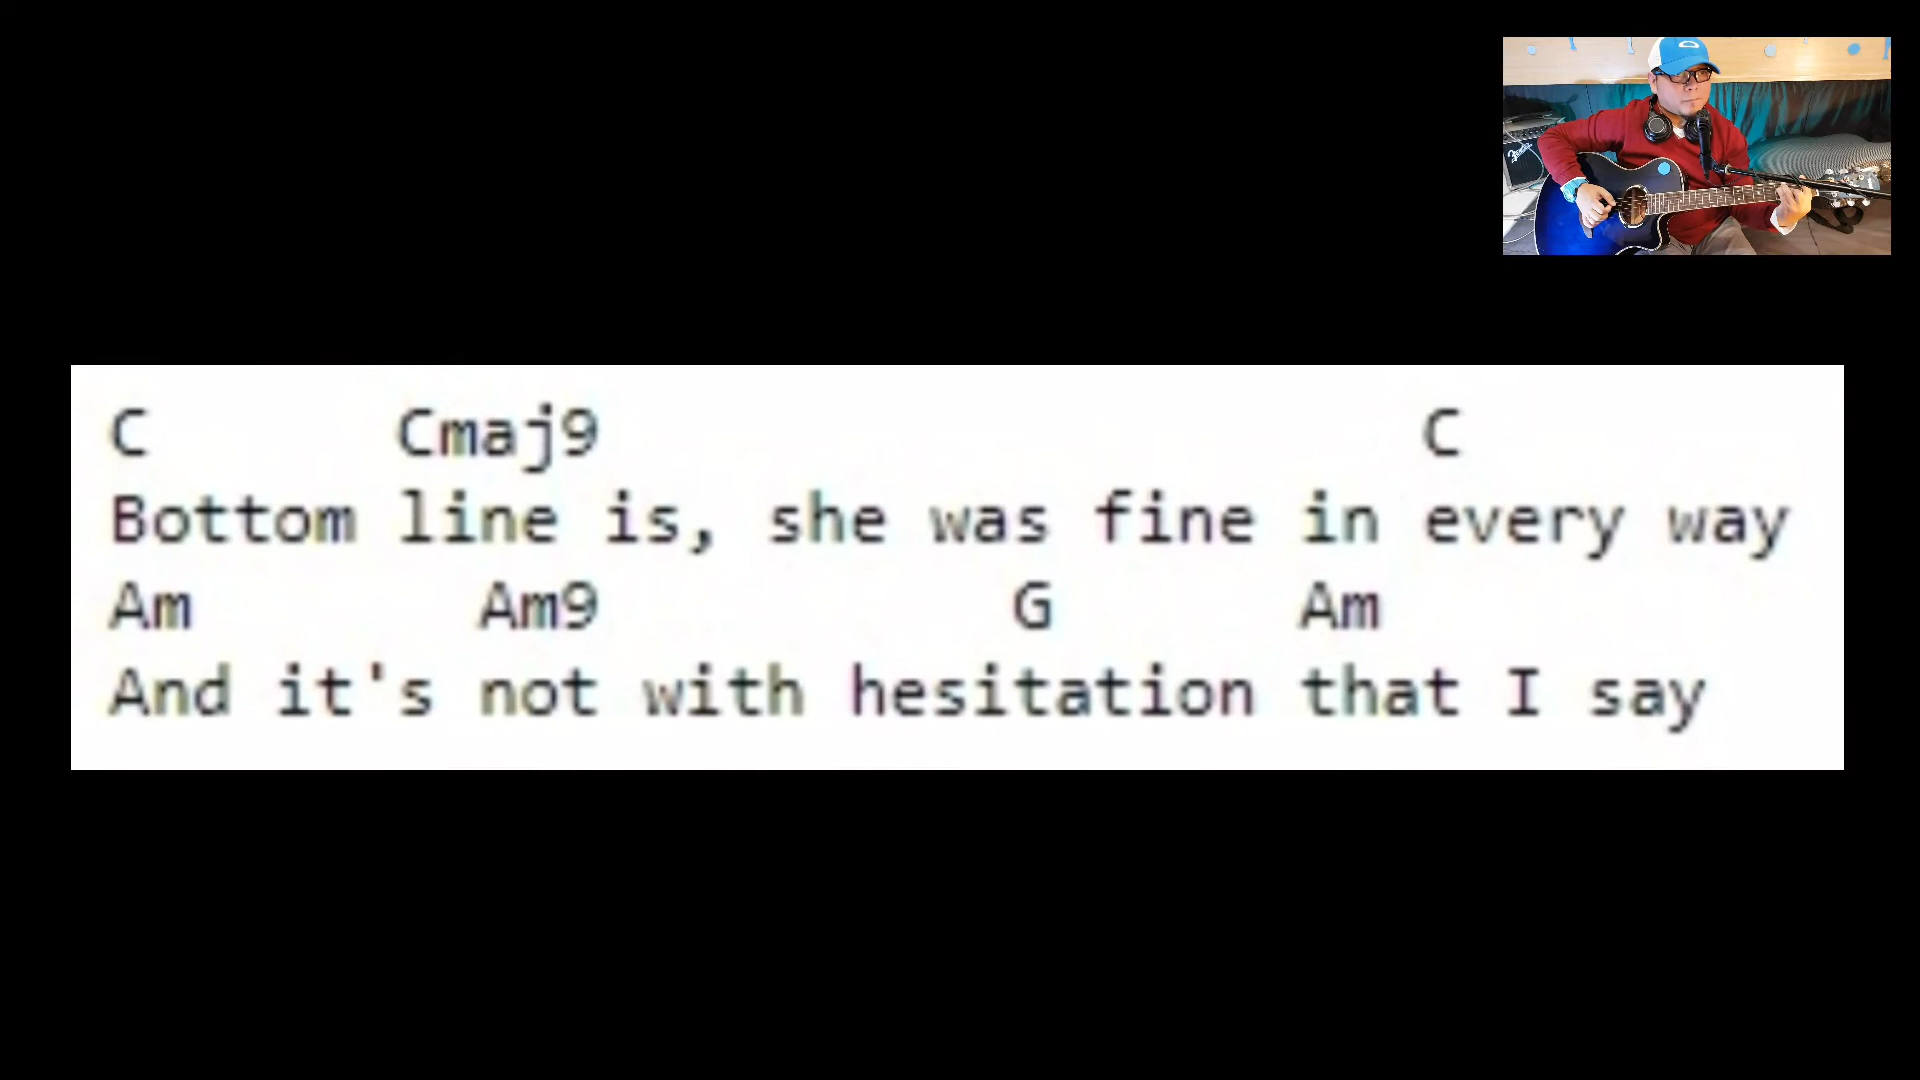 C Cmaj9 C
Bottom line is, she was fine in every way
Am Am9 G Am
And it's not with hesitation that I say
Fender